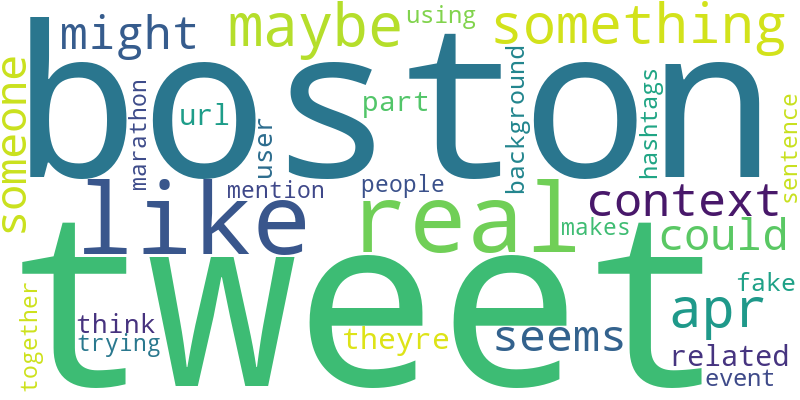 using
might
maybe
something
boston
someone
marathon
url
user
part
background
hashtags
sentence
mention
people
like
real
context
makes
could
tweet
together
think
trying
theyre
seems
apr
fake
related
event